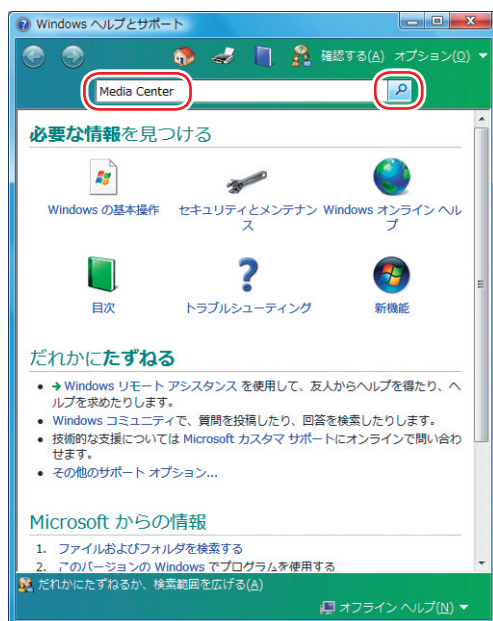 Windows ヘルプとサポート
確認する(A) オプション(O)
Media Center
必要な情報を見つける
Windows の基本操作
セキュリティとメンテナン
ス
Windows オンライン ヘル
プ
目次
トラブルシューティング
新機能
だれかにたずねる
Windows リモート アシスタンス を使用して、友人からヘルプを得たり、ヘ
ルプを求めたりします。
Windows コミュニティで、質問を投稿したり、回答を検索したりします。
技術的な支援については Microsoft カスタマ サポートにオンラインで問い合わ
せます。
その他のサポート オプション...
Microsoft からの情報
1. ファイルおよびフォルダを検索する
2. このバージョンの Windows でプログラムを使用する
だれかにたずねるか、検索範囲を広げる(A)
オフライン ヘルプ(N)